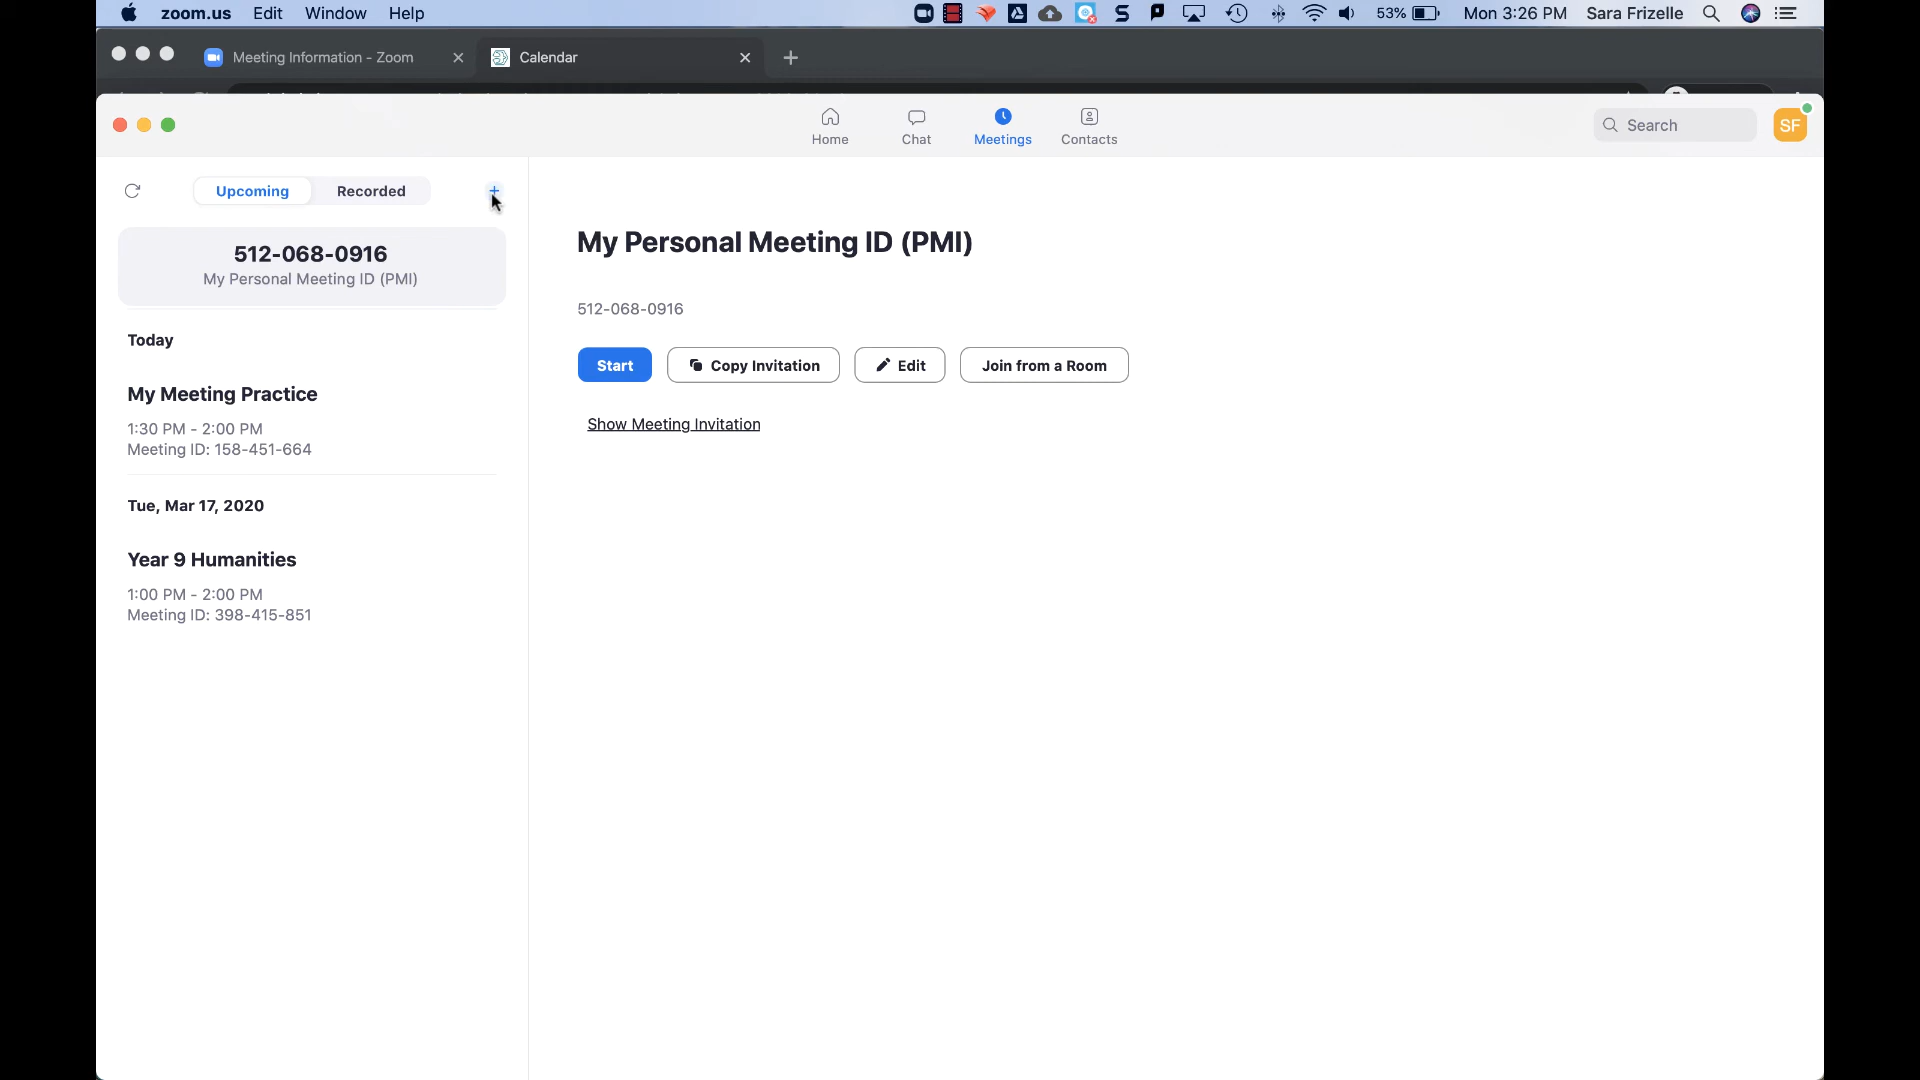 zoom.us Edit Window Help 53% Mon 3:26 PM Sara Frizelle
Meeting Information - Zoom Calendar
Home Chat Meetings Contacts Search SF
Upcoming Recorded
512-068-0916
My Personal Meeting ID (PMI)
Today
My Meeting Practice
1:30 PM - 2:00 PM
Meeting ID: 158-451-664
Tue, Mar 17, 2020
Year 9 Humanities
1:00 PM - 2:00 PM
Meeting ID: 398-415-851
My Personal Meeting ID (PMI)
512-068-0916
Start Copy Invitation Edit Join from a Room
Show Meeting Invitation